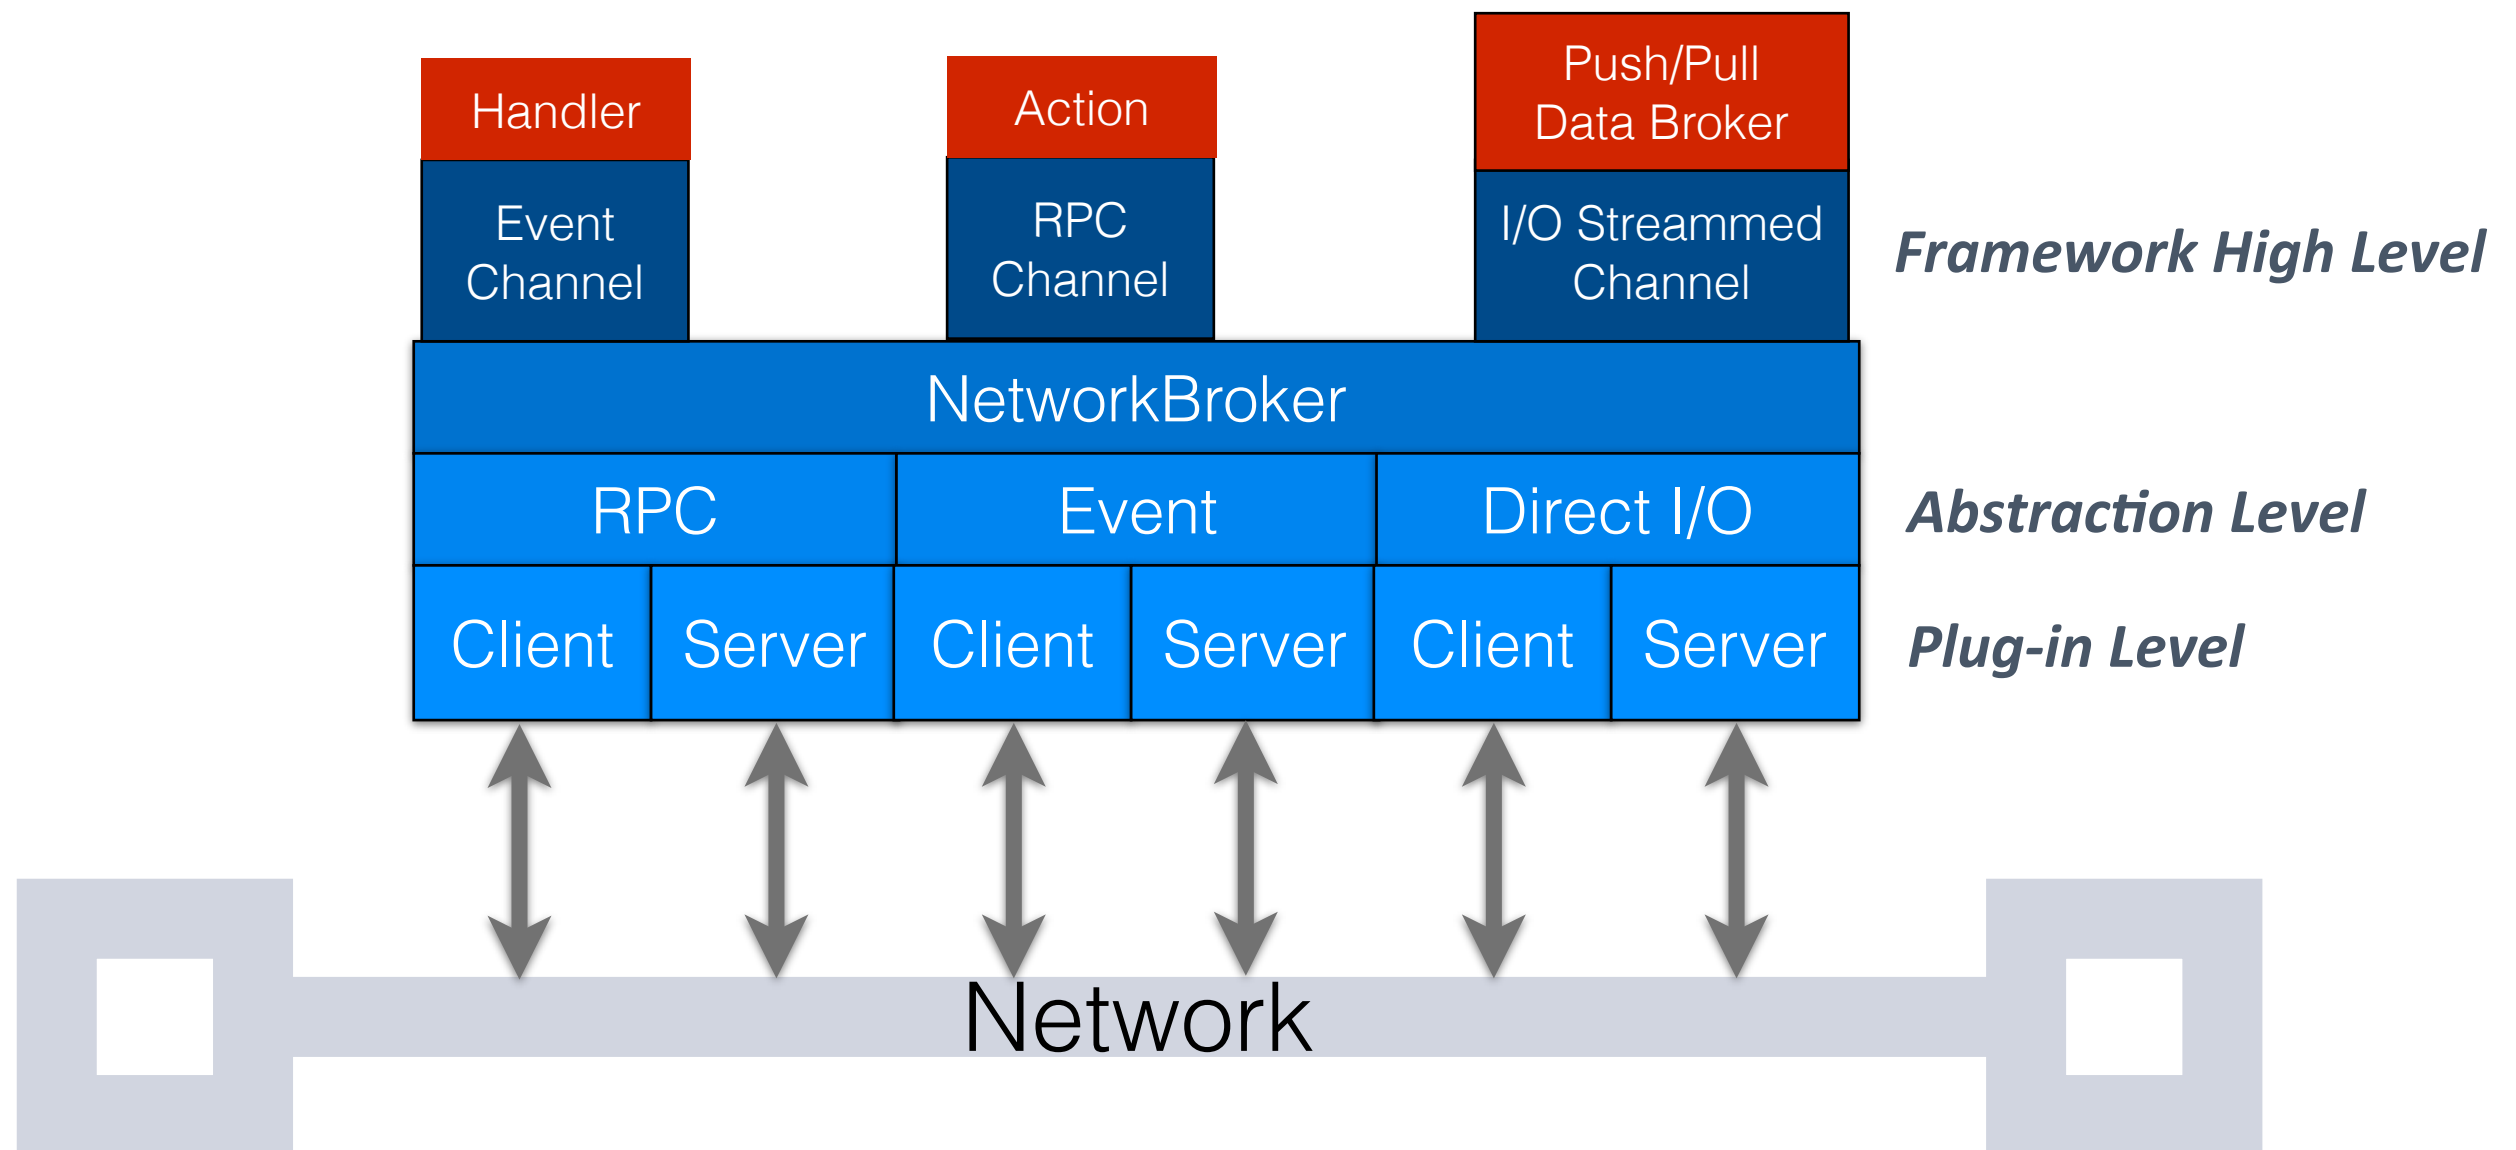 Handler
Action
Push/Pull
Data Broker
Event
Channel
RPC
Channel
I/O Streammed
Channel
Framework High Level
NetworkBroker
RPC
Event
Direct I/O
Abstraction Level
Client
Server
Client
Server
Client
Server
Plug-in Level
Network